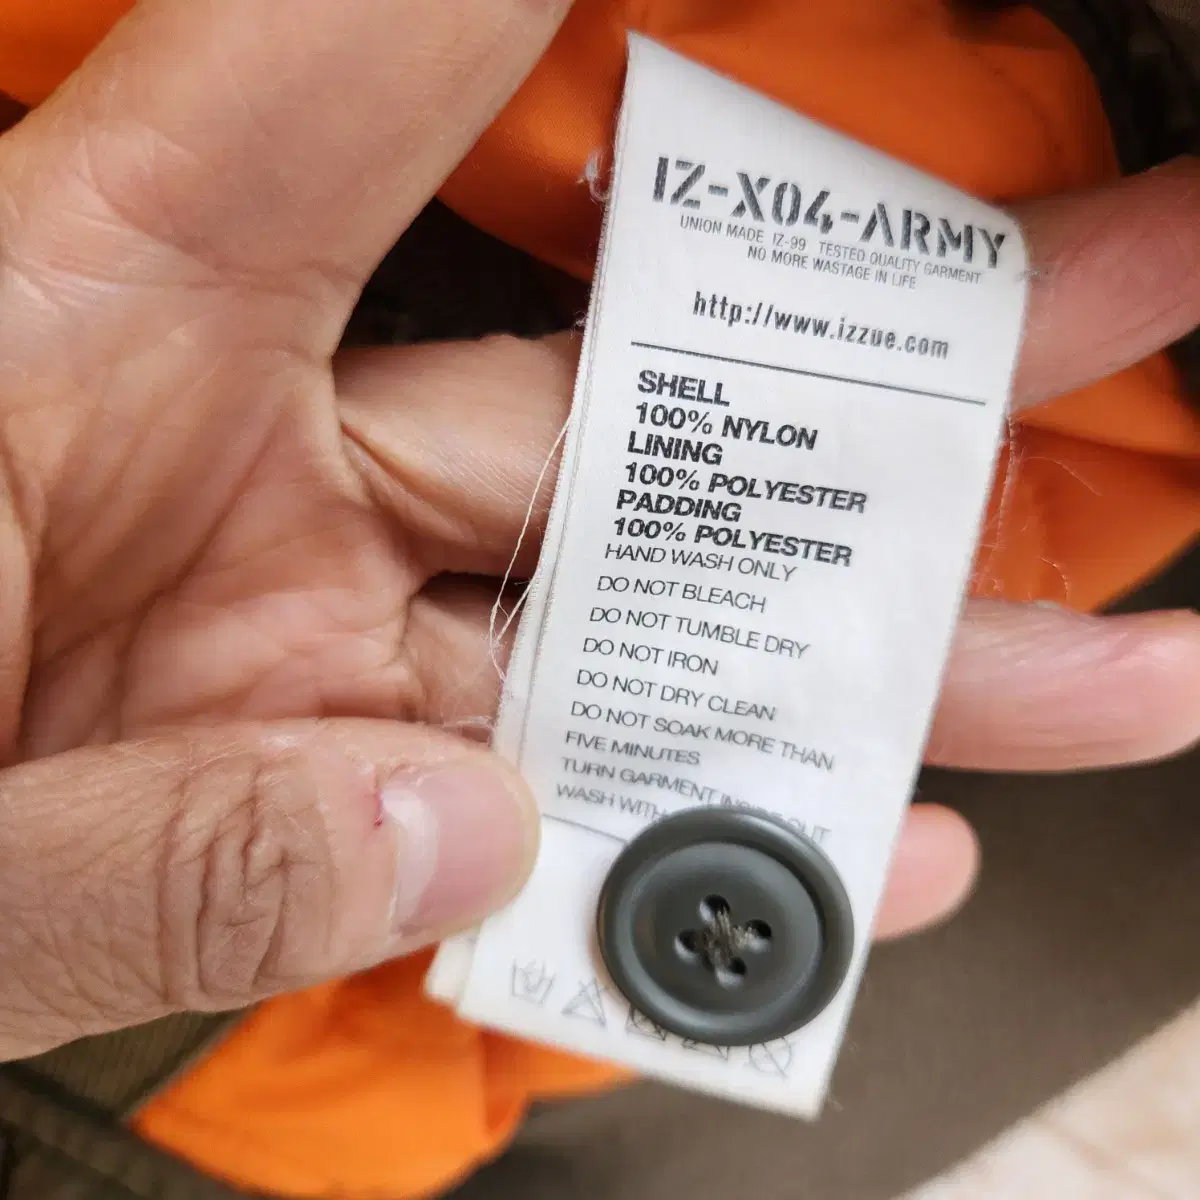 IZ-X04-ARMY
UNION MADE IZ-99 TESTED QUALITY GARMENT
NO MORE WASTAGE IN LIFE
http://www.izzue.com
SHELL
100% NYLON
LINING
100% POLYESTER
PADDING
100% POLYESTER
HAND WASH ONLY
DO NOT BLEACH
DO NOT TUMBLE DRY
DO NOT IRON
DO NOT DRY CLEAN
DO NOT SOAK MORE THAN
FIVE MINUTES
TURN GARMENT INSIDE OUT
WASH WITH